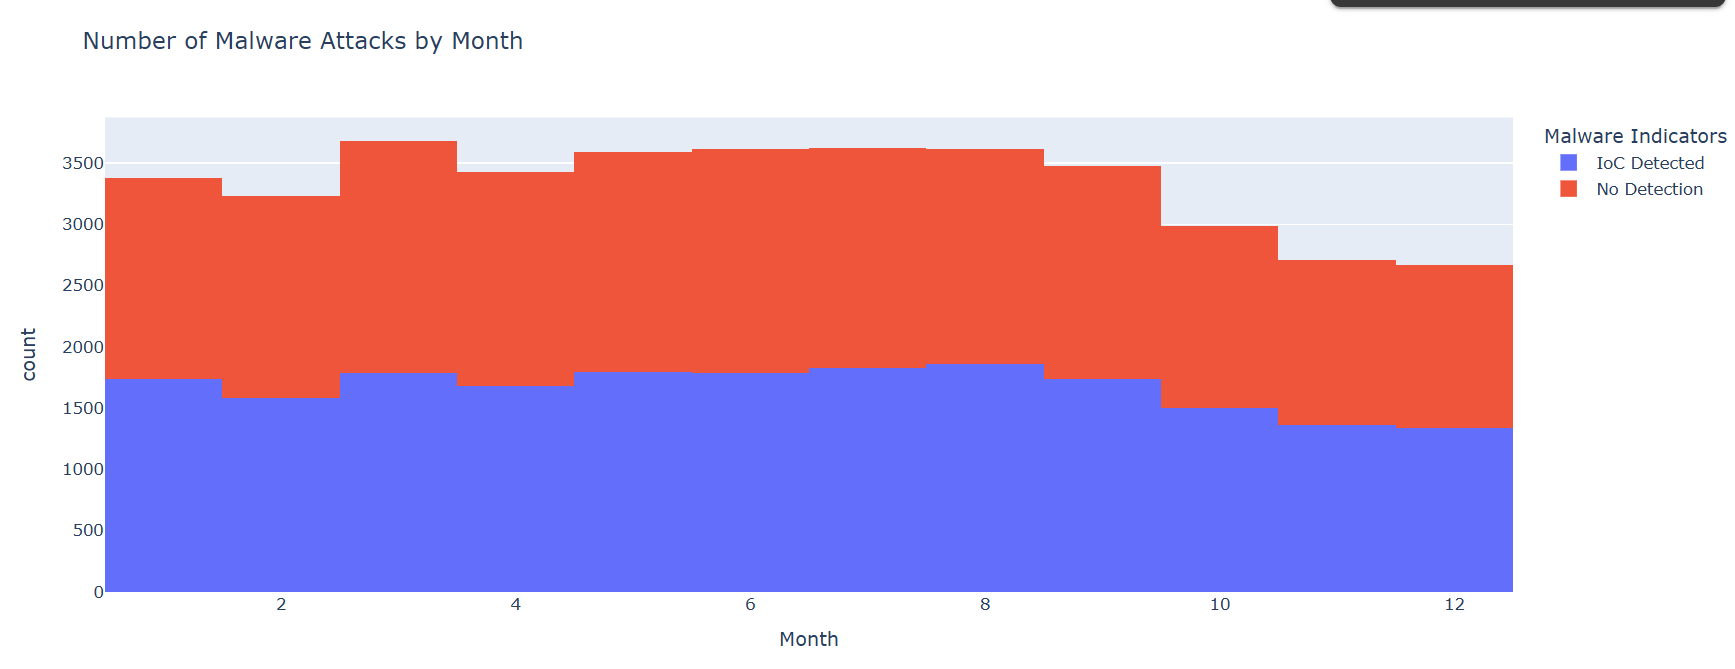 Number of Malware Attacks by Month
Malware Indicators
IoC Detected
No Detection
count
3500
3000
2500
2000
1500
1000
500
0
2 4 6 8 10 12
Month